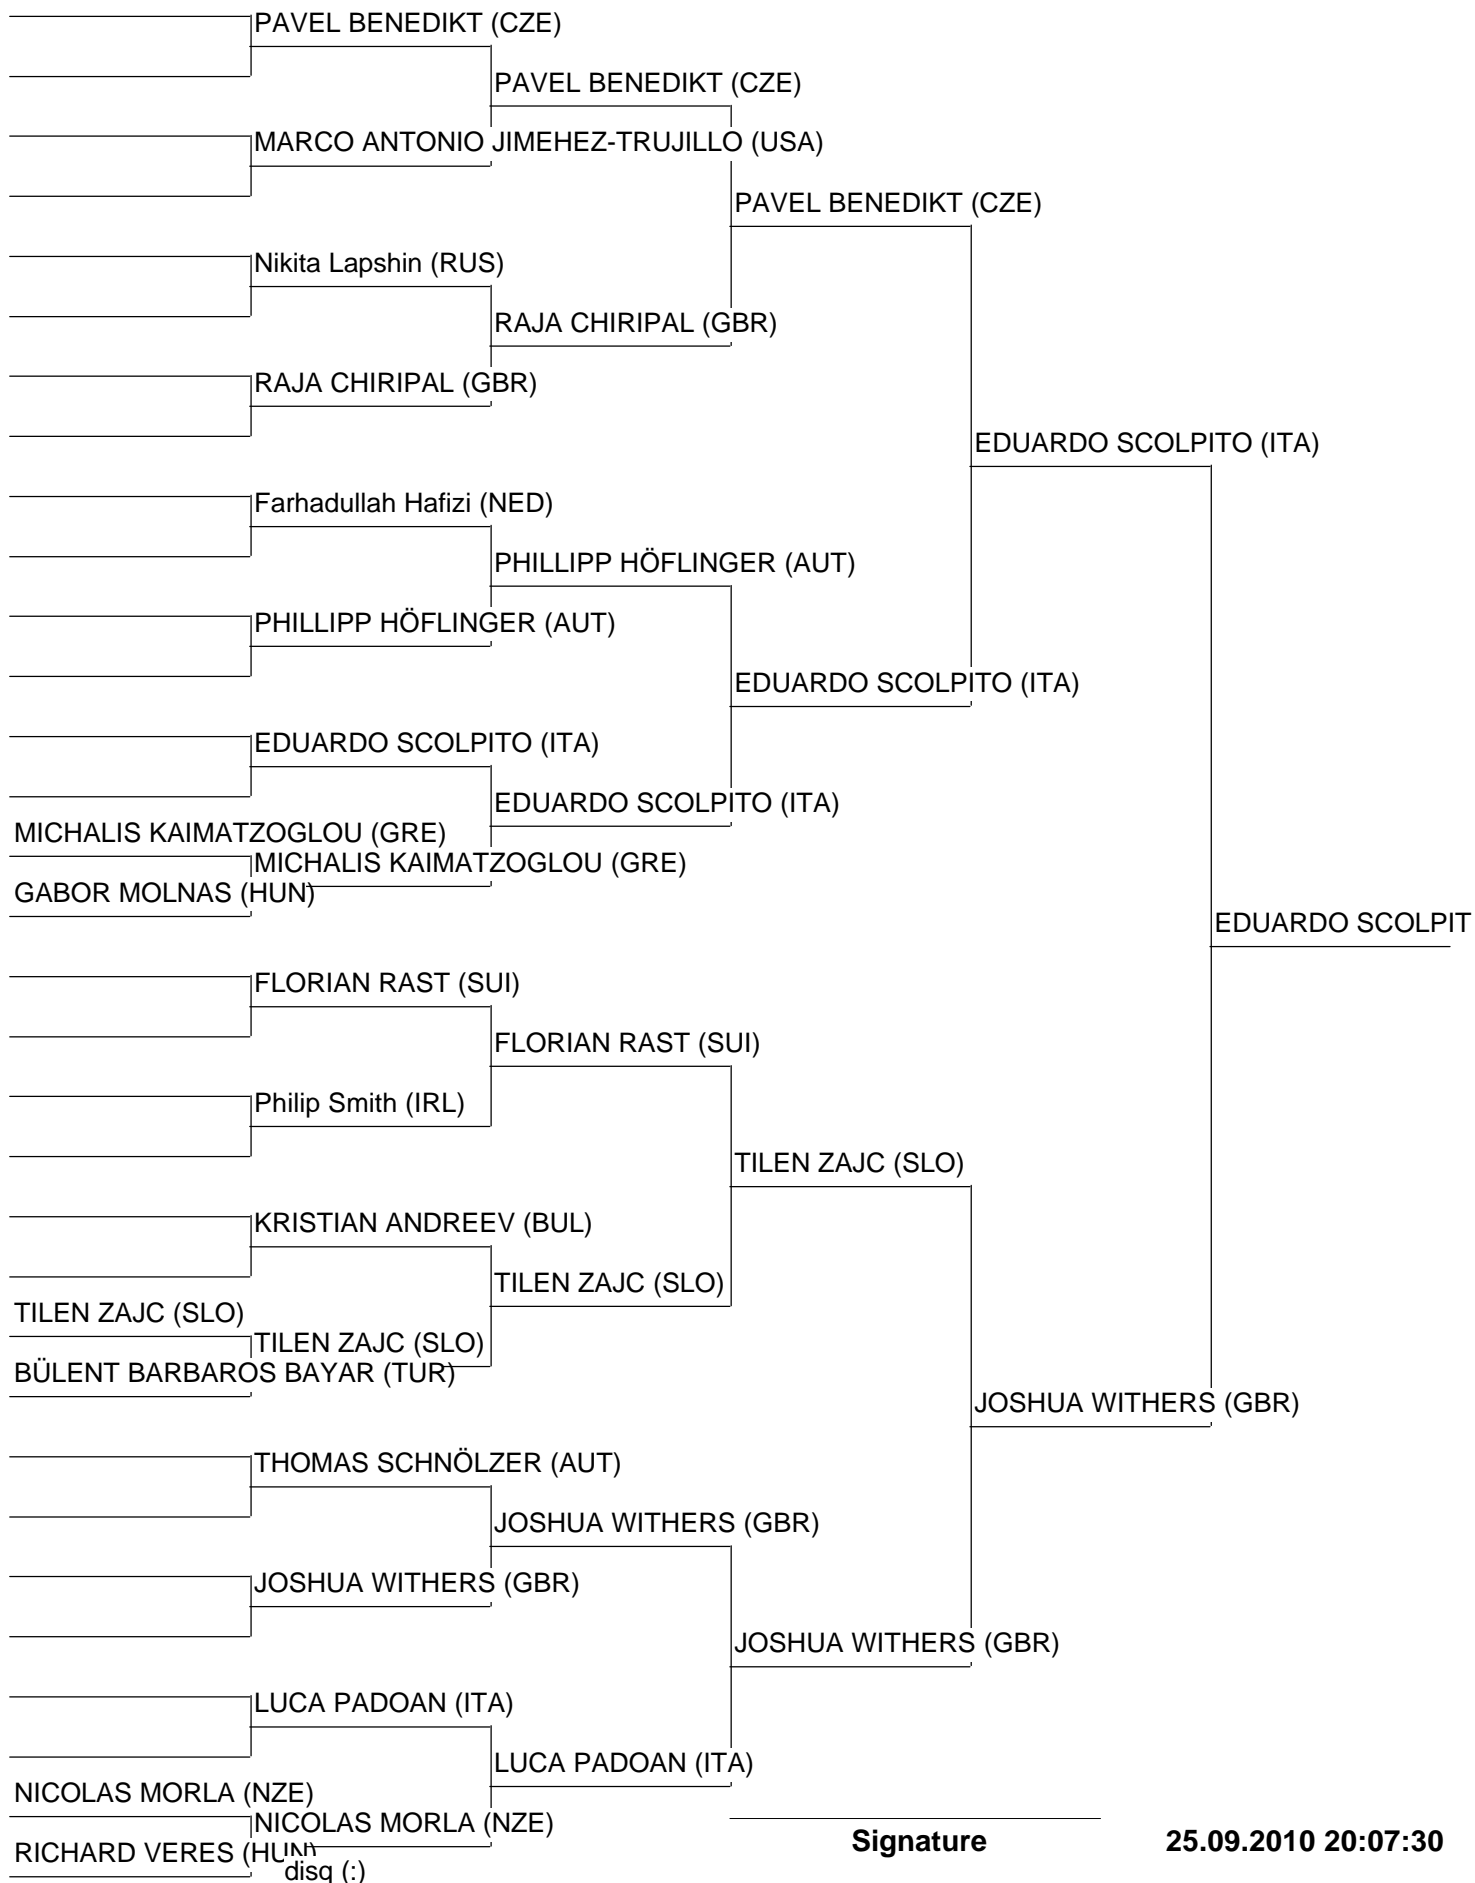 PAVEL BENEDIKT (CZE)
PAVEL BENEDIKT (CZE)
MARCO ANTONIO JIMEHEZ-TRUJILLO (USA)
PAVEL BENEDIKT (CZE)
Nikita Lapshin (RUS)
RAJA CHIRIPAL (GBR)
RAJA CHIRIPAL (GBR)
EDUARDO SCOLPITO (ITA)
Farhadullah Hafizi (NED)
PHILLIPP HÖFLINGER (AUT)
PHILLIPP HÖFLINGER (AUT)
EDUARDO SCOLPITO (ITA)
EDUARDO SCOLPITO (ITA)
EDUARDO SCOLPITO (ITA)
MICHALIS KAIMATZOGLOU (GRE)
MICHALIS KAIMATZOGLOU (GRE)
GABOR MOLNAS (HUN)
EDUARDO SCOLPIT
FLORIAN RAST (SUI)
FLORIAN RAST (SUI)
Philip Smith (IRL)
TILEN ZAJC (SLO)
KRISTIAN ANDREEV (BUL)
TILEN ZAJC (SLO)
TILEN ZAJC (SLO)
TILEN ZAJC (SLO)
BÜLENT BARBAROS BAYAR (TUR)
JOSHUA WITHERS (GBR)
THOMAS SCHNÖLZER (AUT)
JOSHUA WITHERS (GBR)
JOSHUA WITHERS (GBR)
JOSHUA WITHERS (GBR)
LUCA PADOAN (ITA)
LUCA PADOAN (ITA)
NICOLAS MORLA (NZE)
NICOLAS MORLA (NZE)
Signature 25.09.2010 20:07:30
RICHARD VERES (HUN)
disq (:)